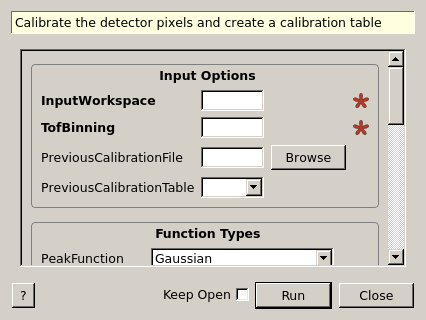 Calibrate the detector pixels and create a calibration table
Input Options
InputWorkspace
TofBinning
PreviousCalibrationFile
Browse
PreviousCalibrationTable
Function Types
PeakFunction
Gaussian
?
Keep Open
Run
Close